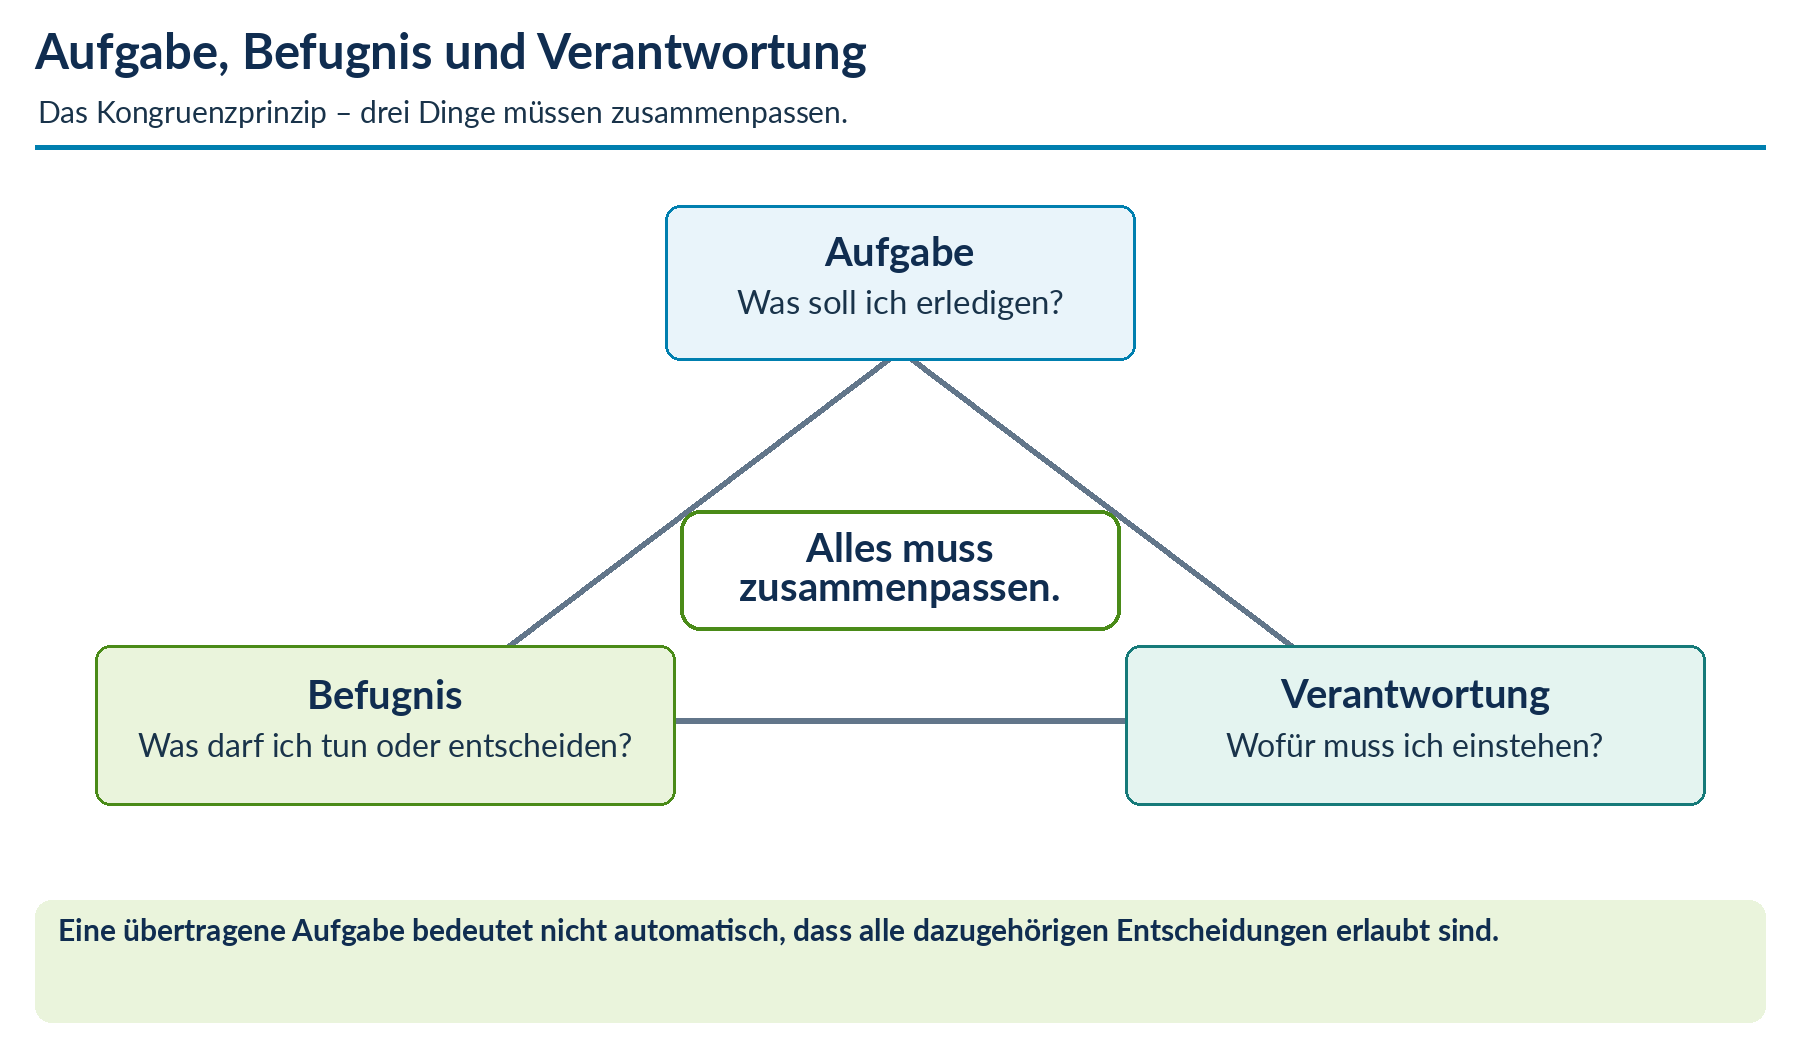 Aufgabe, Befugnis und Verantwortung
Das Kongruenzprinzip – drei Dinge müssen zusammenpassen.
Aufgabe
Was soll ich erledigen?
Alles muss
zusammenpassen.
Befugnis
Was darf ich tun oder entscheiden?
Verantwortung
Wofür muss ich einstehen?
Eine übertragene Aufgabe bedeutet nicht automatisch, dass alle dazugehörigen Entscheidungen erlaubt sind.